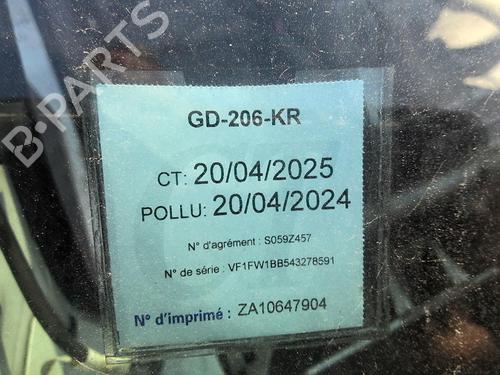 B-PARTS
GD-206-KR
CT: 20/04/2025
POLLU: 20/04/2024
N° d'agrément : S059Z457
N° de série : VF1FW1BB543278591
N° d'imprimé : ZA10647904